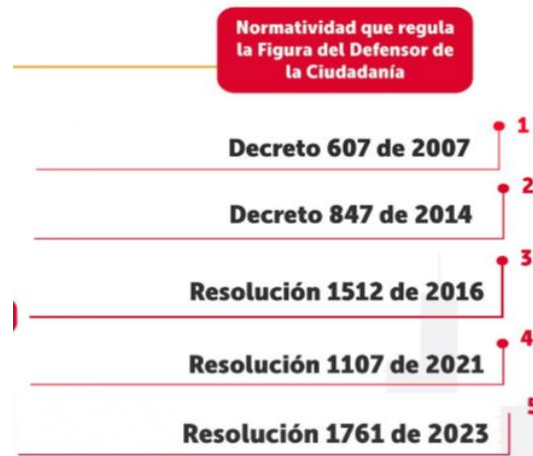 Normatividad que regula
la Figura del Defensor de
la Ciudadanía
1
Decreto 607 de 2007
2
Decreto 847 de 2014
3
Resolución 1512 de 2016
4
Resolución 1107 de 2021
5
Resolución 1761 de 2023